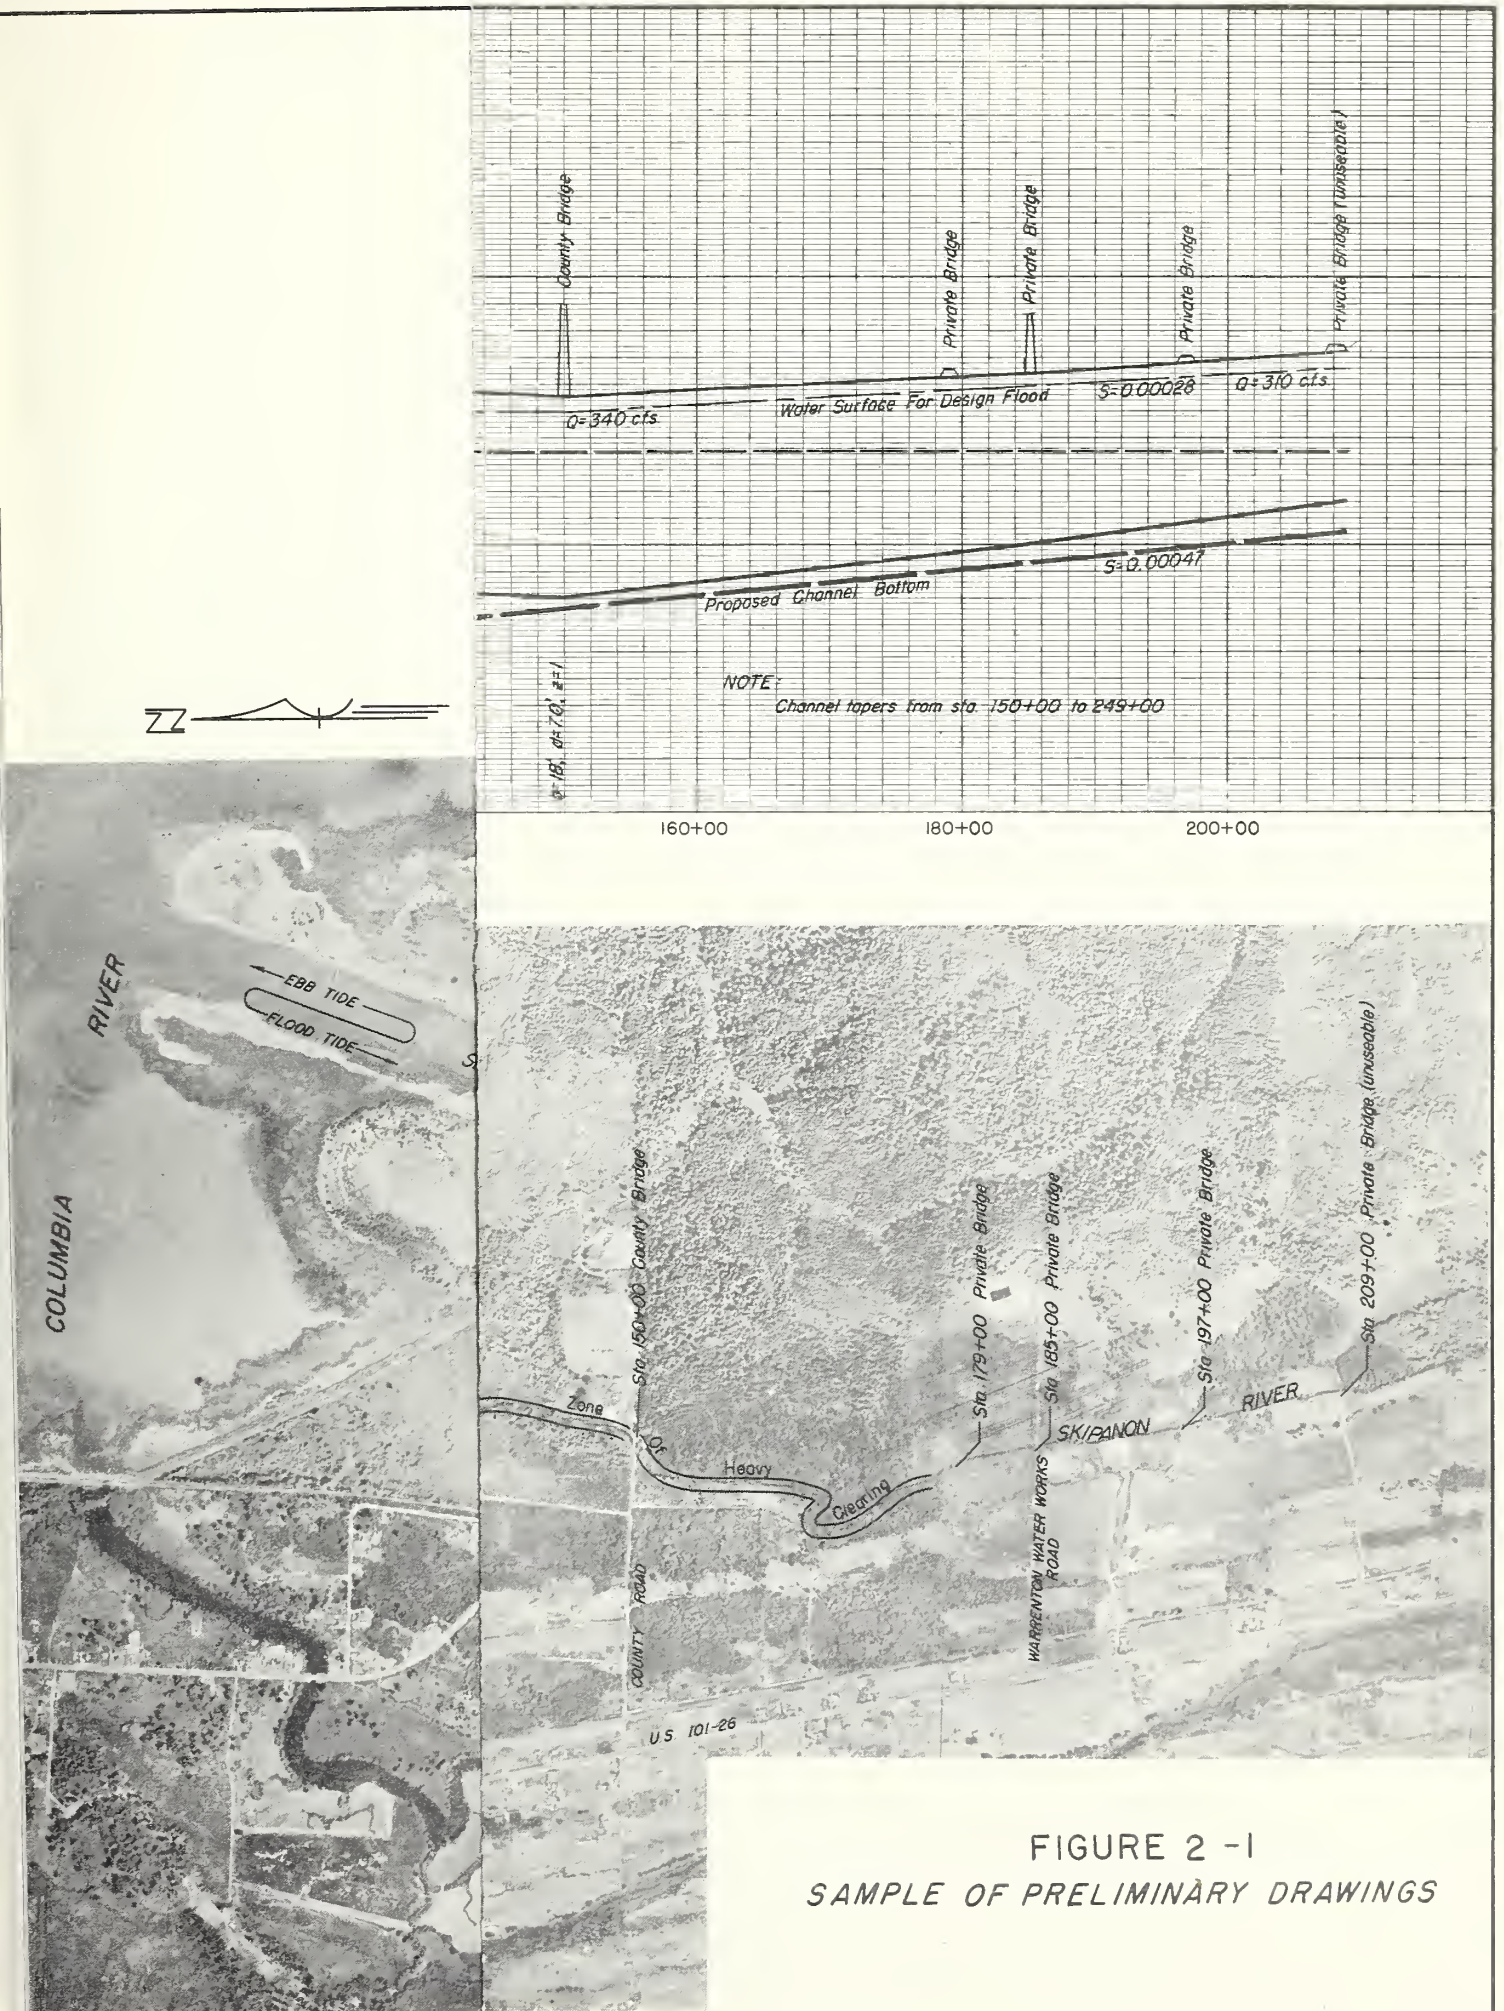 County Bridge
Private Bridge
Private Bridge
Private Bridge
Private Bridge (unuseable)
Q=340 c.f.s.
Water Surface For Design Flood
S=0.00028
Q=310 c.f.s.
S=0.00047
Proposed Channel Bottom
d=7.0', z=1
NOTE:
Channel tapers from sta. 150+00 to 249+00
160+00
180+00
200+00
COLUMBIA RIVER
EBB TIDE
FLOOD TIDE
Sta. 150+00 County Bridge
Sta. 179+00 Private Bridge
Sta. 185+00 Private Bridge
Sta. 197+00 Private Bridge
Sta. 209+00 Private Bridge (unuseable)
Zone Of Heavy Clearing
SKIPANON RIVER
COUNTY ROAD
WARRENTON WATER WORKS
ROAD
U.S. 101-26
FIGURE 2-1
SAMPLE OF PRELIMINARY DRAWINGS